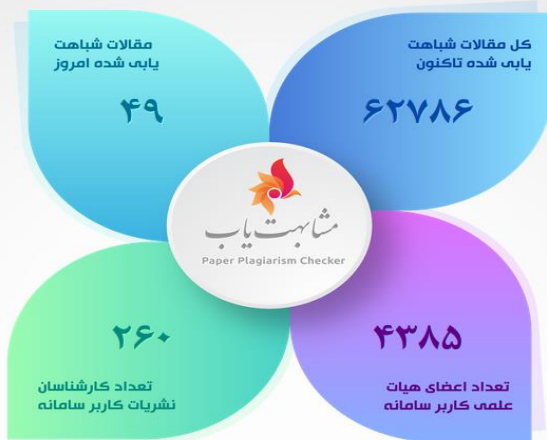 کل مقالات شباهت
یابی شده تاکنون
۶۲۷۸۶
مقالات شباهت
یابی شده امروز
۴۹
مشابهت یاب
Paper Plagiarism Checker
۴۳۸۵
تعداد اعضای هیات
علمی کاربر سامانه
۲۶۰
تعداد کارشناسان
نشریات کاربر سامانه